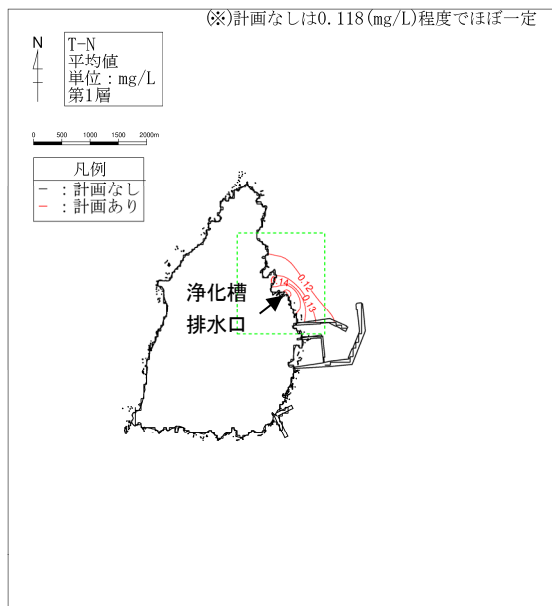 (※)計画なしは0.118(mg/L)程度でほぼ一定
N
T-N
平均値
単位：mg/L
第1層
0 500 1000 1500 2000m
凡例
― ：計画なし
― ：計画あり
0.12
0.14
0.13
浄化槽
排水口